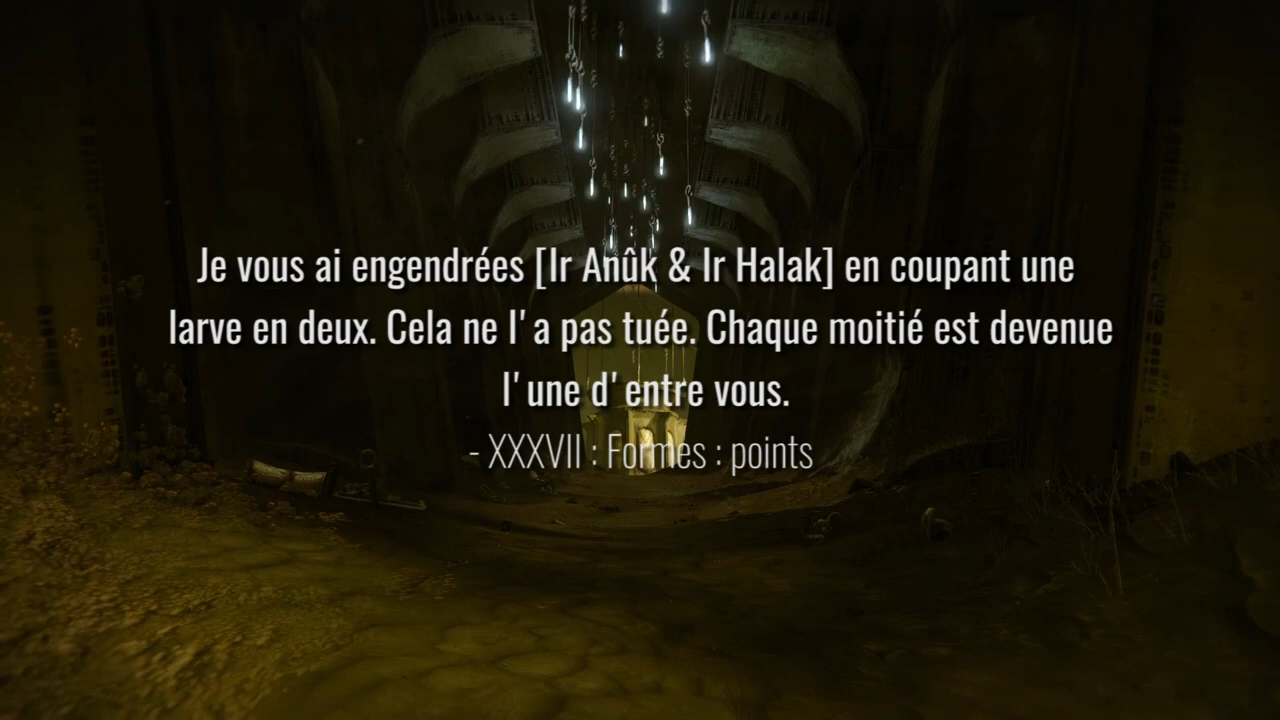 Je vous ai engendrées [Ir Anûk & Ir Halak] en coupant une
larve en deux. Cela ne l'a pas tuée. Chaque moitié est devenue
l'une d'entre vous.
- XXXVII : Formes : points